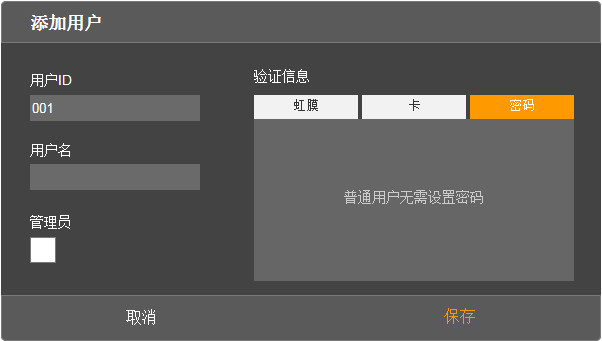 添加用户
用户ID
001
用户名
管理员
验证信息
虹膜 卡 密码
普通用户无需设置密码
取消 保存